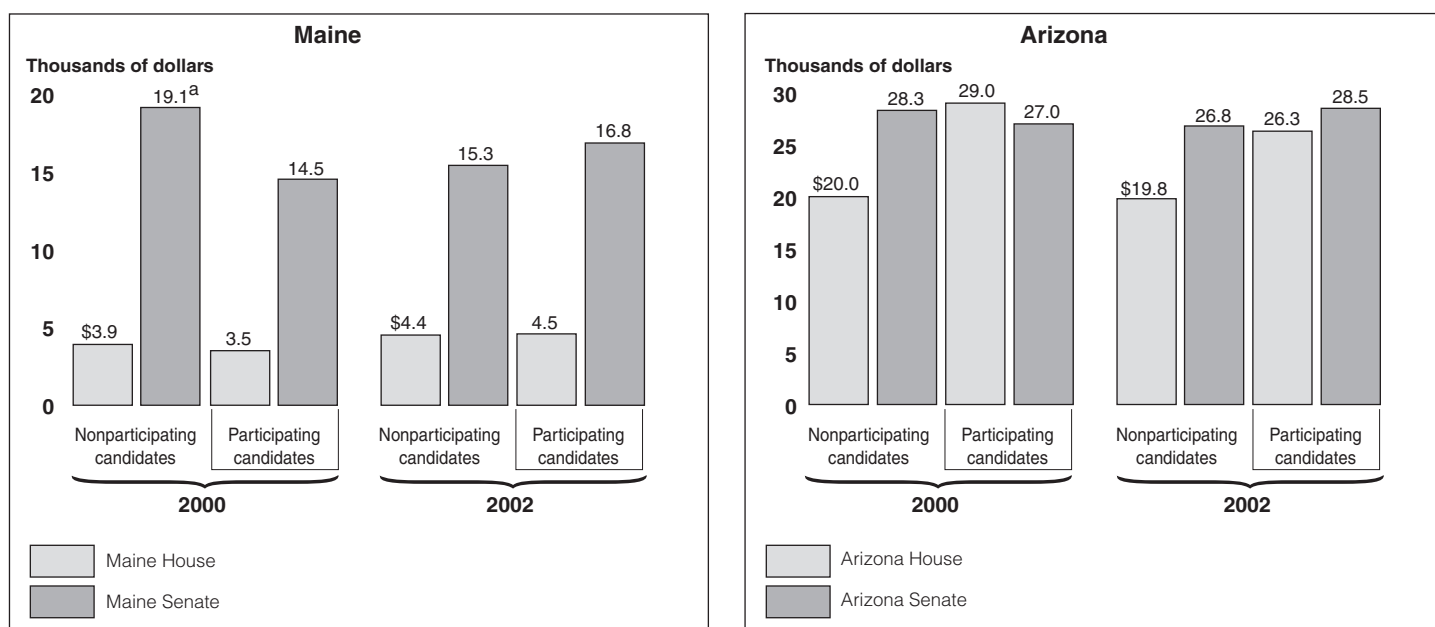 Maine
Thousands of dollars
20
15
10
5
0
19.1a
14.5
15.3
16.8
$3.9
3.5
$4.4
4.5
Nonparticipating
candidates
Participating
candidates
Nonparticipating
candidates
Participating
candidates
2000
2002
Maine House
Maine Senate
Arizona
Thousands of dollars
30
25
20
15
10
5
0
$20.0
28.3
29.0
27.0
$19.8
26.8
26.3
28.5
Nonparticipating
candidates
Participating
candidates
Nonparticipating
candidates
Participating
candidates
2000
2002
Arizona House
Arizona Senate